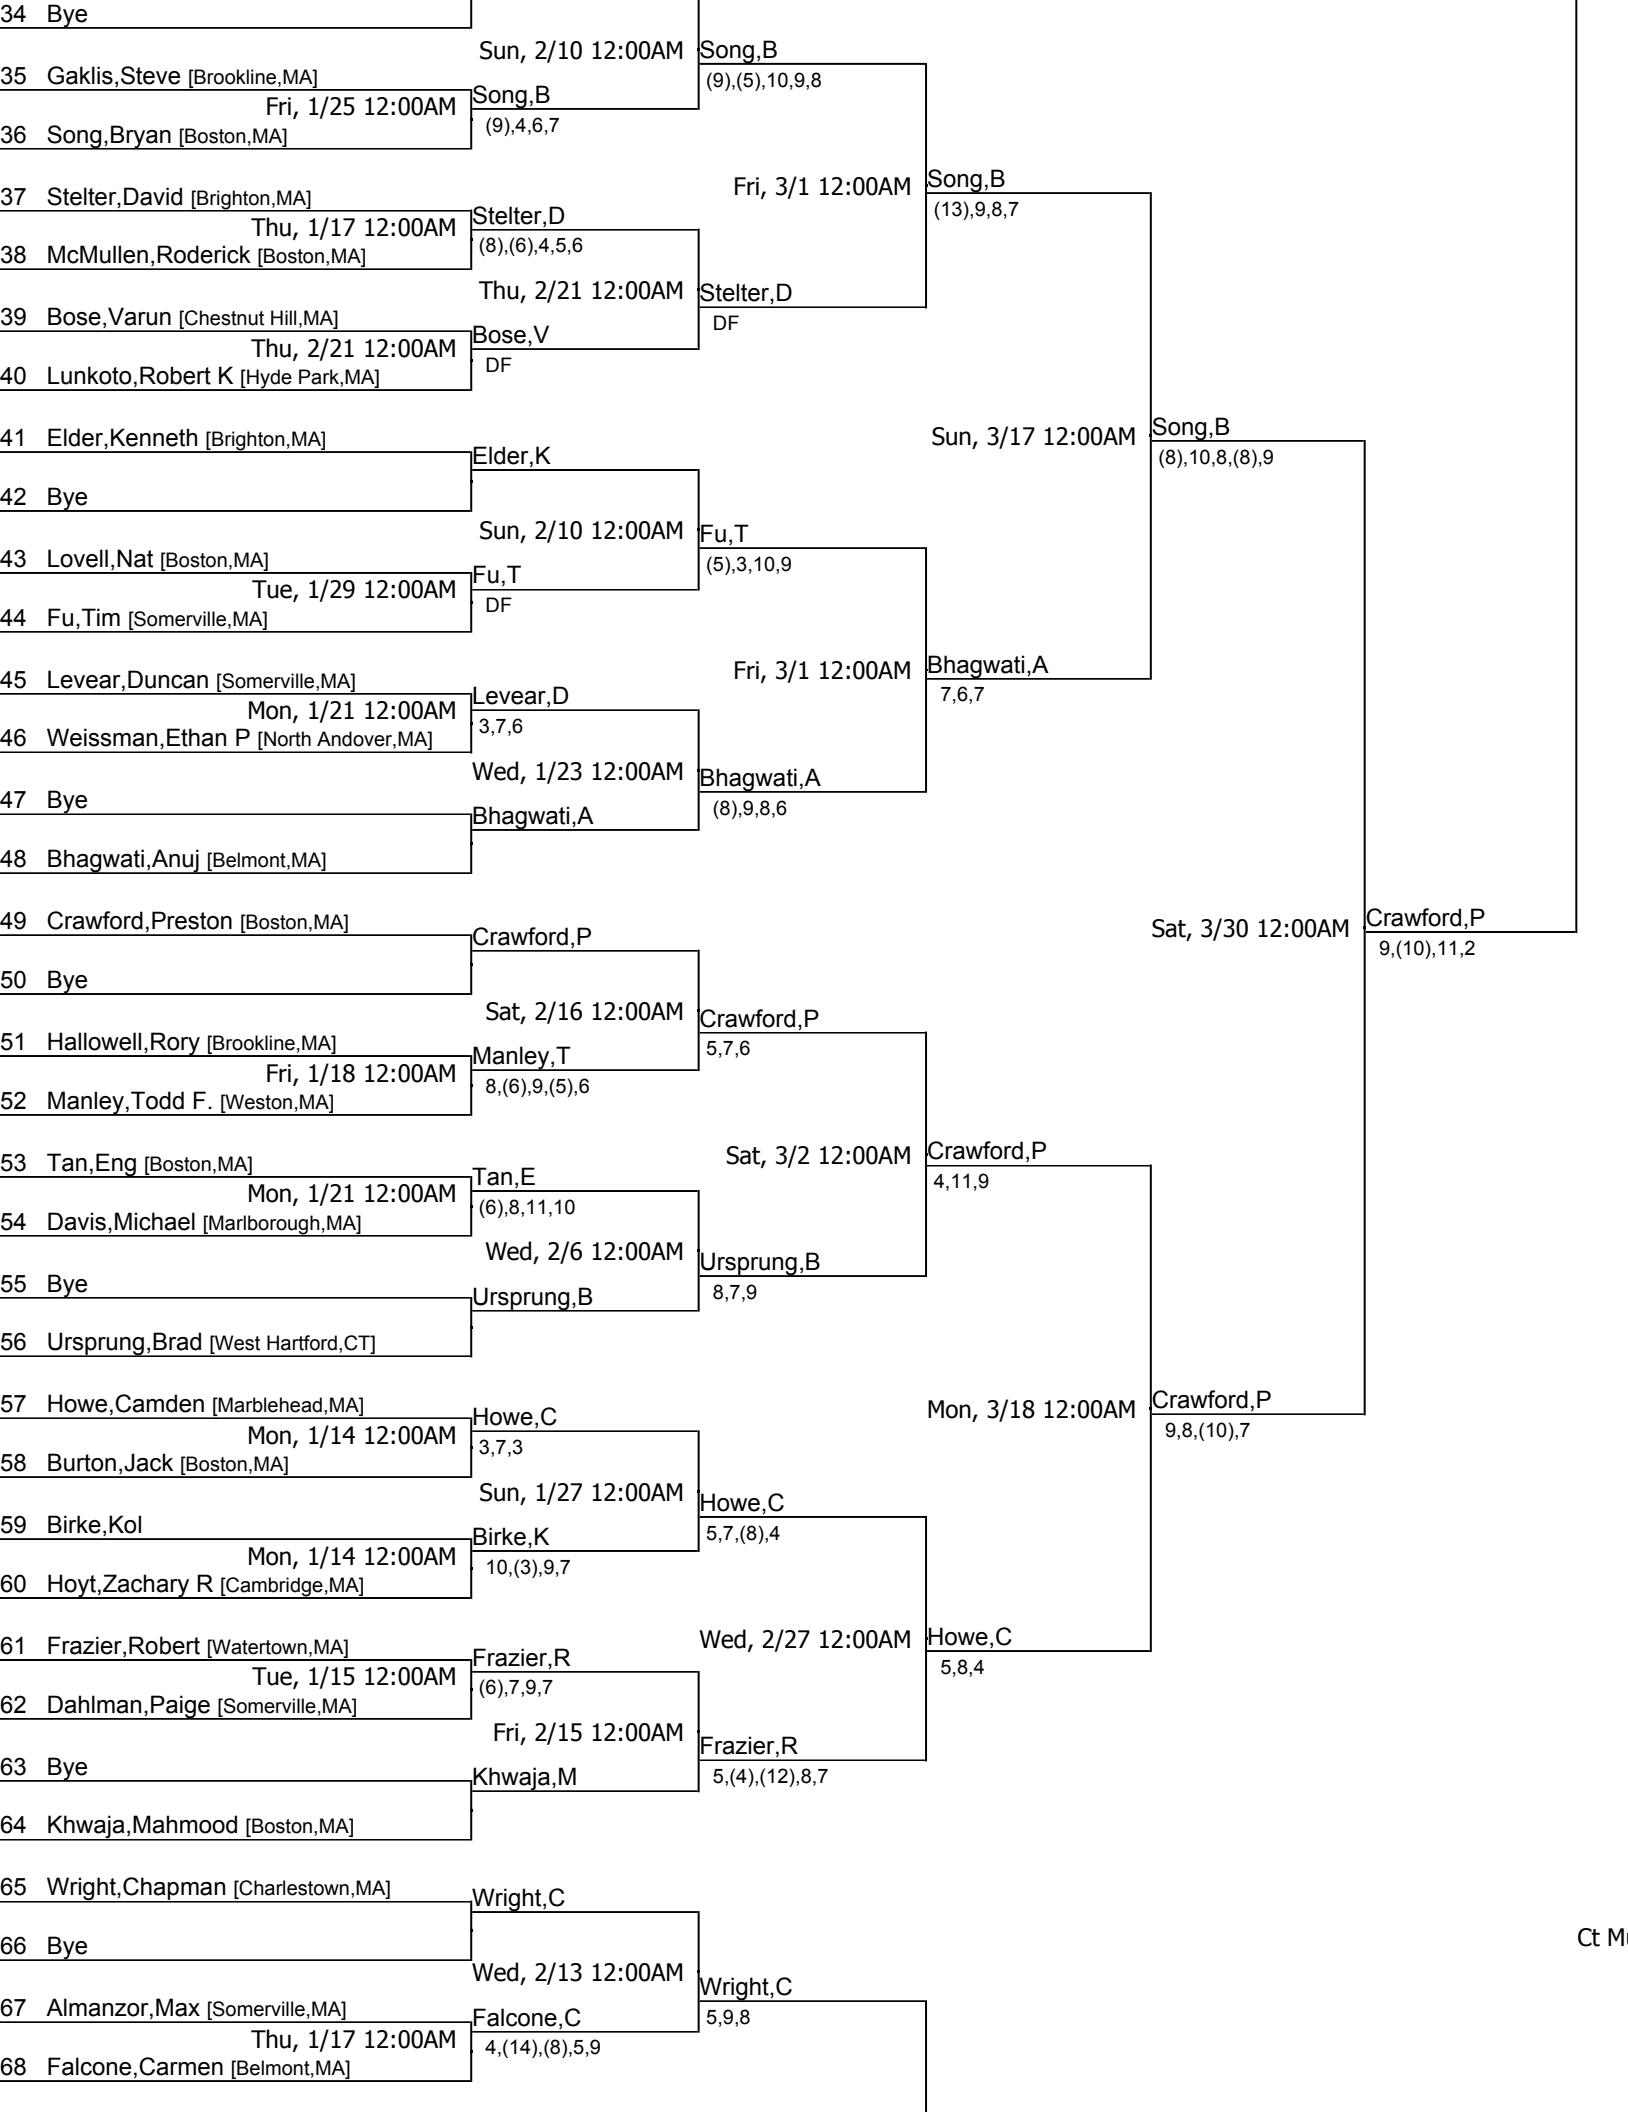 34 Bye
Sun, 2/10 12:00AM Song,B
35 Gaklis,Steve [Brookline,MA] (9),(5),10,9,8
Fri, 1/25 12:00AM Song,B
36 Song,Bryan [Boston,MA] (9),4,6,7
Fri, 3/1 12:00AM Song,B
37 Stelter,David [Brighton,MA] (13),9,8,7
Thu, 1/17 12:00AM Stelter,D
38 McMullen,Roderick [Boston,MA] (8),(6),4,5,6
Thu, 2/21 12:00AM Stelter,D
39 Bose,Varun [Chestnut Hill,MA] DF
Thu, 2/21 12:00AM Bose,V
40 Lunkoto,Robert K [Hyde Park,MA] DF
41 Elder,Kenneth [Brighton,MA] Sun, 3/17 12:00AM Song,B
Elder,K (8),10,8,(8),9
42 Bye
Sun, 2/10 12:00AM Fu,T
43 Lovell,Nat [Boston,MA] (5),3,10,9
Tue, 1/29 12:00AM Fu,T
44 Fu,Tim [Somerville,MA] DF
Fri, 3/1 12:00AM Bhagwati,A
45 Levear,Duncan [Somerville,MA] 7,6,7
Mon, 1/21 12:00AM Levear,D
46 Weissman,Ethan P [North Andover,MA] 3,7,6
Wed, 1/23 12:00AM Bhagwati,A
47 Bye (8),9,8,6
Bhagwati,A
48 Bhagwati,Anuj [Belmont,MA]
49 Crawford,Preston [Boston,MA] Sat, 3/30 12:00AM Crawford,P
Crawford,P 9,(10),11,2
50 Bye
Sat, 2/16 12:00AM Crawford,P
51 Hallowell,Rory [Brookline,MA] 5,7,6
Fri, 1/18 12:00AM Manley,T
52 Manley,Todd F. [Weston,MA] 8,(6),9,(5),6
Sat, 3/2 12:00AM Crawford,P
53 Tan,Eng [Boston,MA] 4,11,9
Mon, 1/21 12:00AM Tan,E
54 Davis,Michael [Marlborough,MA] (6),8,11,10
Wed, 2/6 12:00AM Ursprung,B
55 Bye 8,7,9
Ursprung,B
56 Ursprung,Brad [West Hartford,CT]
57 Howe,Camden [Marblehead,MA] Mon, 3/18 12:00AM Crawford,P
Mon, 1/14 12:00AM Howe,C 9,8,(10),7
58 Burton,Jack [Boston,MA] 3,7,3
Sun, 1/27 12:00AM Howe,C
59 Birke,Kol 5,7,(8),4
Mon, 1/14 12:00AM Birke,K
60 Hoyt,Zachary R [Cambridge,MA] 10,(3),9,7
Wed, 2/27 12:00AM Howe,C
61 Frazier,Robert [Watertown,MA] 5,8,4
Tue, 1/15 12:00AM Frazier,R
62 Dahlman,Paige [Somerville,MA] (6),7,9,7
Fri, 2/15 12:00AM Frazier,R
63 Bye 5,(4),(12),8,7
Khwaja,M
64 Khwaja,Mahmood [Boston,MA]
65 Wright,Chapman [Charlestown,MA]
Wright,C
66 Bye Ct
Wed, 2/13 12:00AM Wright,C
67 Almanzor,Max [Somerville,MA] 5,9,8
Thu, 1/17 12:00AM Falcone,C
68 Falcone,Carmen [Belmont,MA] 4,(14),(8),5,9